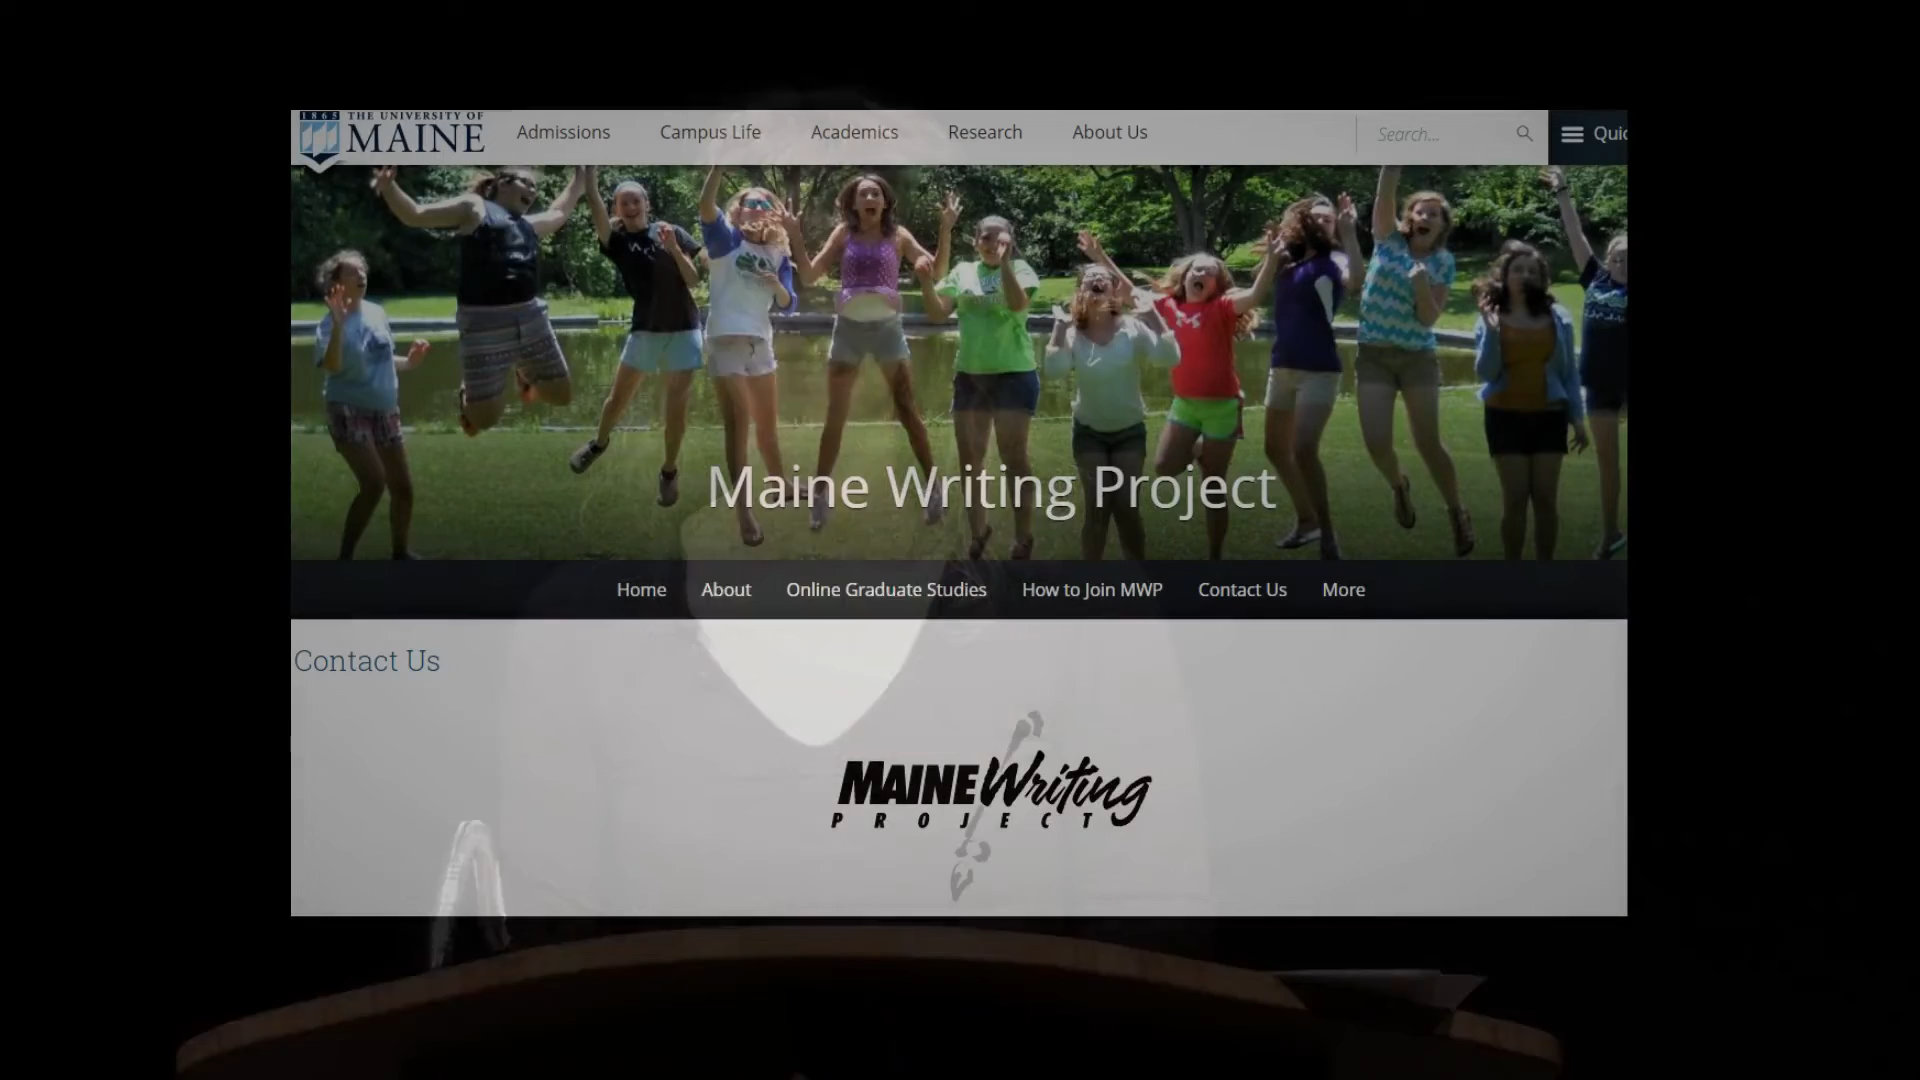 1865 THE UNIVERSITY OF
MAINE
Admissions
Campus Life
Academics
Research
About Us
Search...
Quic
Maine Writing Project
Home
About
Online Graduate Studies
How to Join MWP
Contact Us
More
Contact Us
MAINE Writing
PROJECT